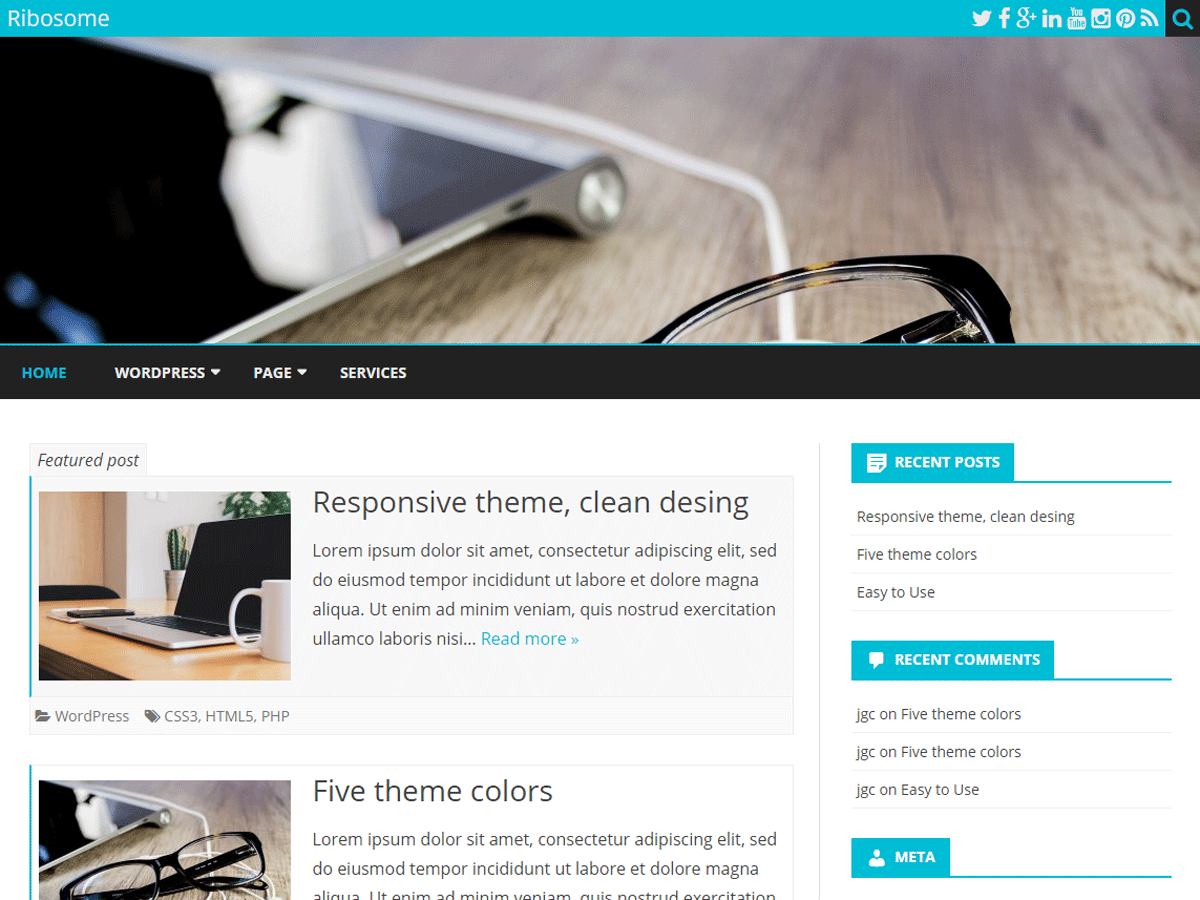 Ribosome
You Tube
HOME WORDPRESS PAGE SERVICES
Featured post
Responsive theme, clean desing
Lorem ipsum dolor sit amet, consectetur adipiscing elit, sed
do eiusmod tempor incididunt ut labore et dolore magna
aliqua. Ut enim ad minim veniam, quis nostrud exercitation
ullamco laboris nisi... Read more »
WordPress CSS3, HTML5, PHP
Five theme colors
Lorem ipsum dolor sit amet, consectetur adipiscing elit, sed
do eiusmod tempor incididunt ut labore et dolore magna
aliqua. Ut enim ad minim veniam, quis nostrud exercitation
RECENT POSTS
Responsive theme, clean desing
Five theme colors
Easy to Use
RECENT COMMENTS
jgc on Five theme colors
jgc on Five theme colors
jgc on Easy to Use
META